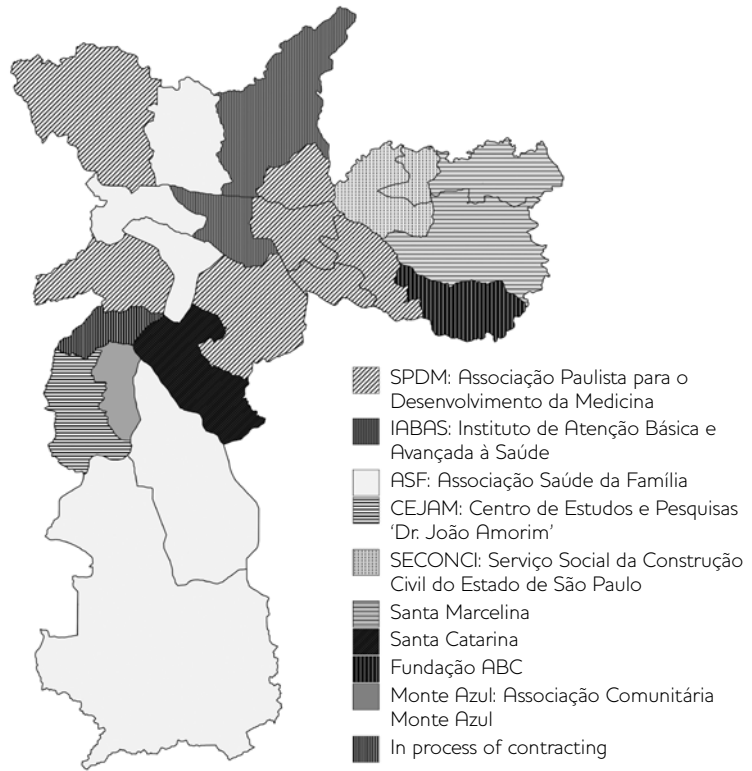 SPDM: Associação Paulista para o
Desenvolvimento da Medicina
IABAS: Instituto de Atenção Básica e
Avançada à Saúde
ASF: Associação Saúde da Família
CEJAM: Centro de Estudos e Pesquisas
‘Dr. João Amorim’
SECONCI: Serviço Social da Construção
Civil do Estado de São Paulo
Santa Marcelina
Santa Catarina
Fundação ABC
Monte Azul: Associação Comunitária
Monte Azul
In process of contracting